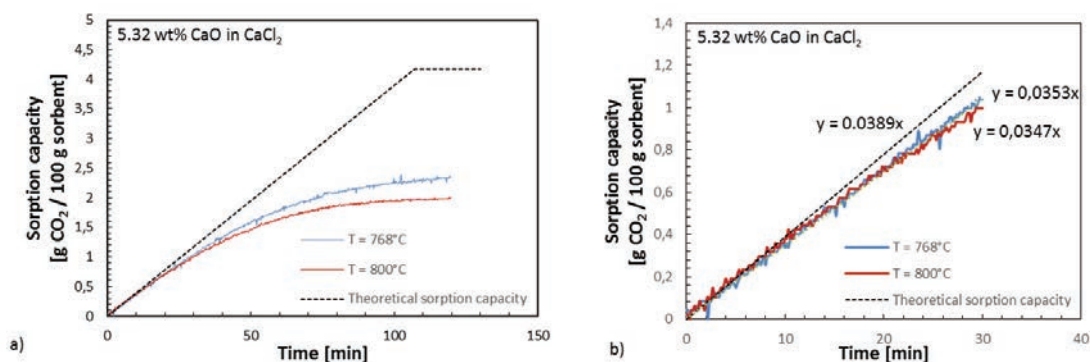 5.32 wt% CaO in CaCl₂
Sorption capacity
[g CO₂ / 100 g sorbent]
5
4,5
4
3,5
3
2,5
2
1,5
1
0,5
0
T = 768°C
T = 800°C
Theoretical sorption capacity
0
50
100
150
Time [min]
a)
5.32 wt% CaO in CaCl₂
Sorption capacity
[g CO₂ / 100 g sorbent]
1,4
1,2
1
0,8
0,6
0,4
0,2
0
y = 0.0389x
y = 0,0353x
y = 0,0347x
T = 768°C
T = 800°C
Theoretical sorption capacity
0
10
20
30
40
Time [min]
b)